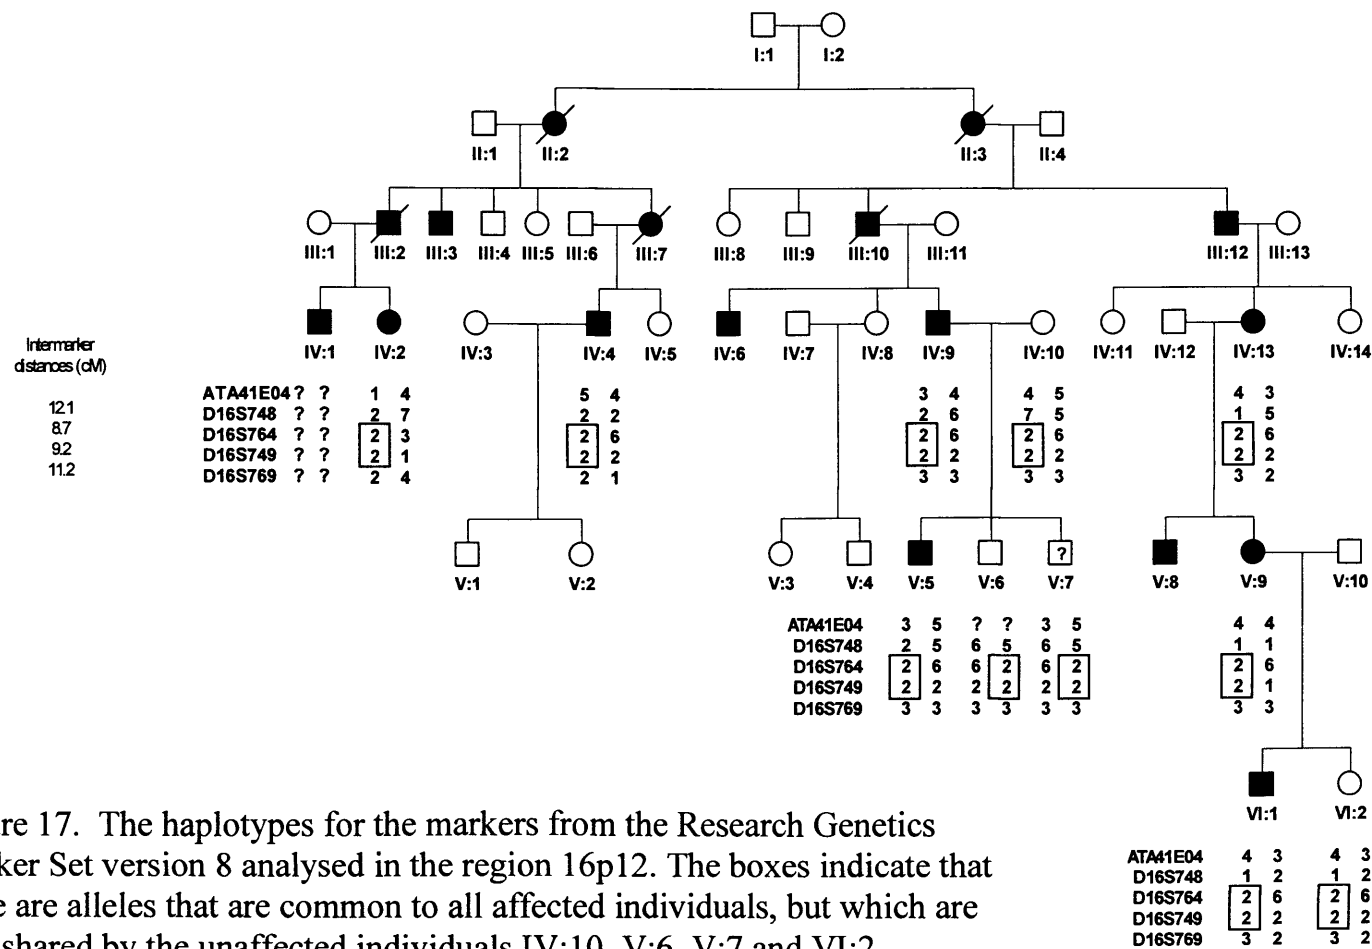 I:1 I:2
II:1 II:2 II:3 II:4
III:1 III:2 III:3 III:4 III:5 III:6 III:7 III:8 III:9 III:10 III:11 III:12 III:13
IV:1 IV:2 IV:3 IV:4 IV:5 IV:6 IV:7 IV:8 IV:9 IV:10 IV:11 IV:12 IV:13 IV:14
Intermarker
distances (cM)
ATA41E04 ? ? 1 4 5 4 3 4 4 5 4 3
12.1
D16S748 ? ? 2 7 2 2 2 6 7 5 1 5
8.7
D16S764 ? ? 2 3 2 6 2 6 2 6 2 6
9.2
D16S749 ? ? 2 1 2 2 2 2 2 2 2 2
11.2
D16S769 ? ? 2 4 2 1 3 3 3 3 3 2
?
V:1 V:2 V:3 V:4 V:5 V:6 V:7 V:8 V:9 V:10
ATA41E04 3 5 ? ? 3 5 4 4
D16S748 2 5 6 5 6 5 1 1
D16S764 2 6 6 2 6 2 2 6
D16S749 2 2 2 2 2 2 2 1
D16S769 3 3 3 3 3 3 3 3
VI:1 VI:2
ATA41E04 4 3 4 3
D16S748 1 2 1 2
D16S764 2 6 2 6
D16S749 2 2 2 2
D16S769 3 2 3 2
re 17. The haplotypes for the markers from the Research Genetics
ker Set version 8 analysed in the region 16p12. The boxes indicate that
e are alleles that are common to all affected individuals, but which are
shared by the unaffected individuals IV:10, V:6, V:7 and VI:2